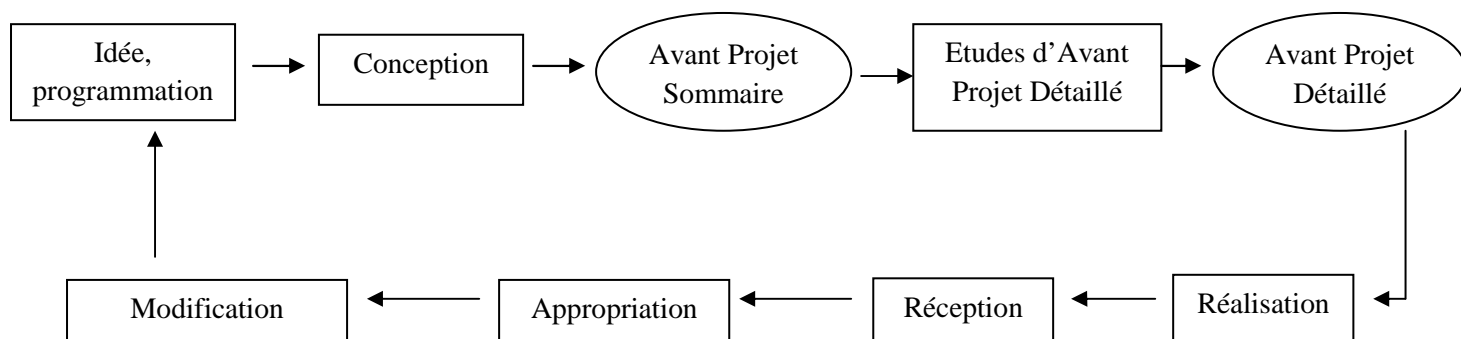 Idée,
programmation
Conception
Avant Projet
Sommaire
Etudes d’Avant
Projet Détaillé
Avant Projet
Détaillé
Modification
Appropriation
Réception
Réalisation